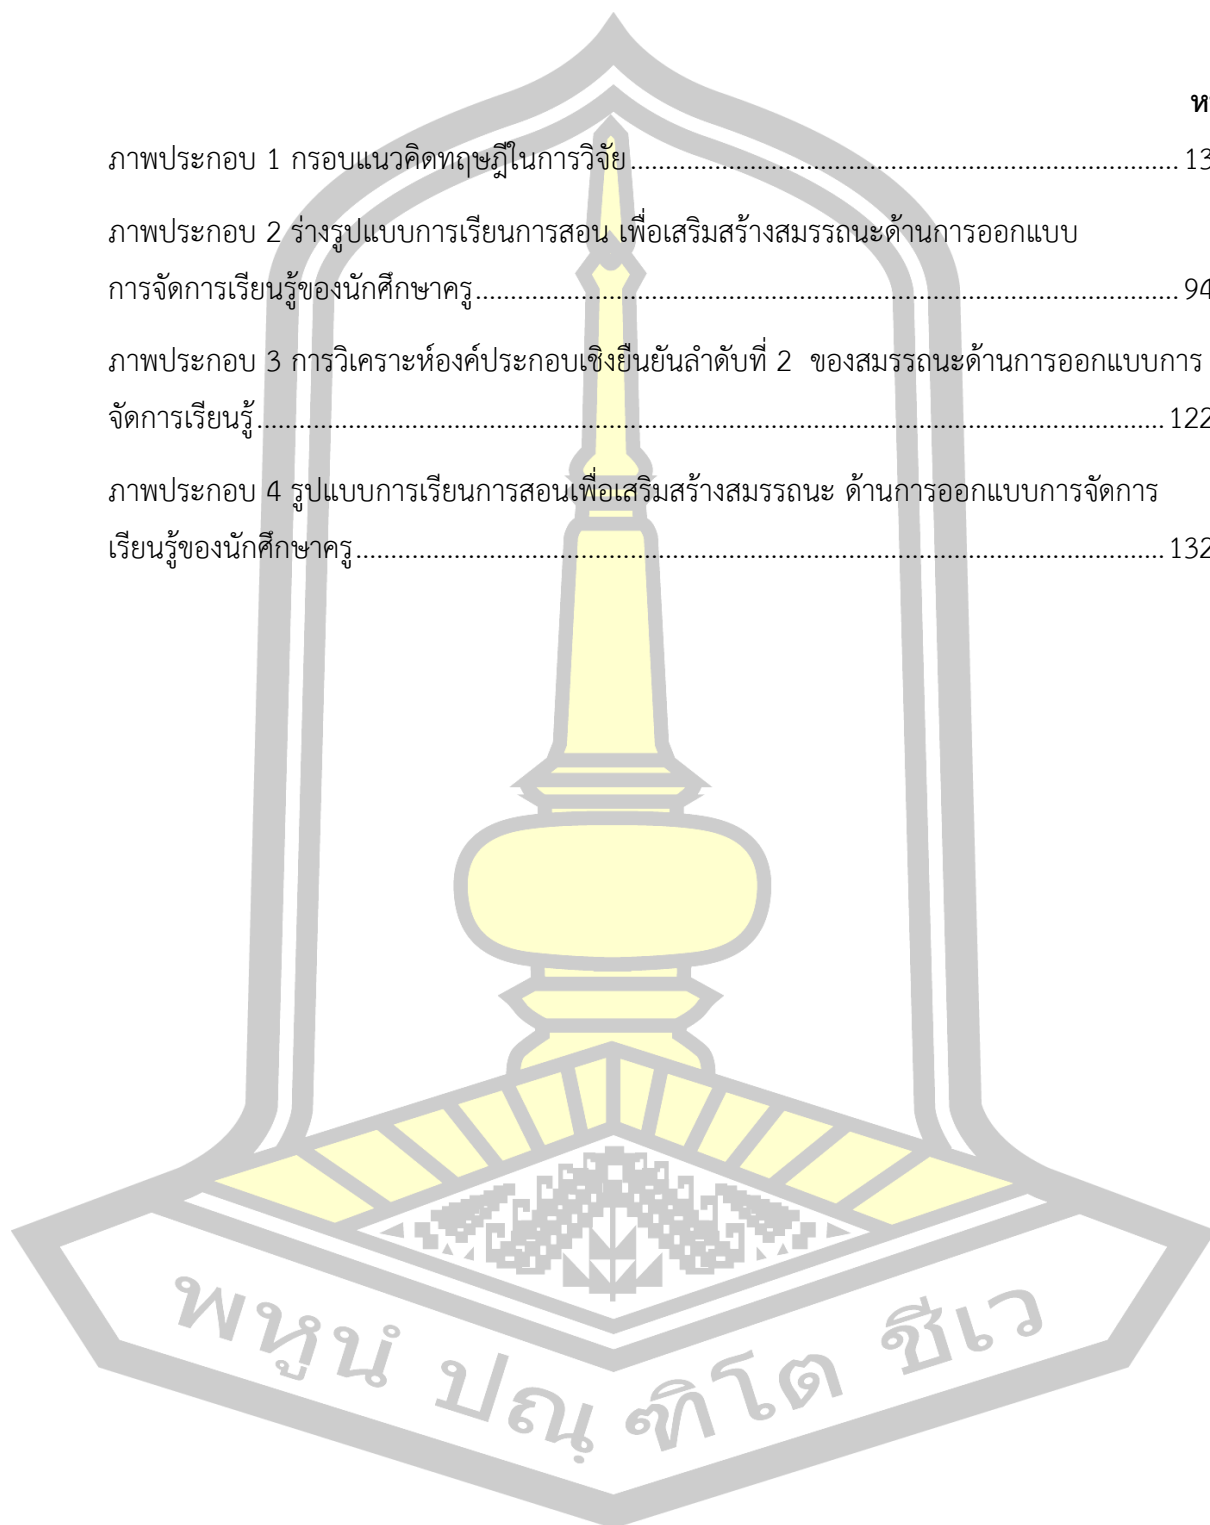 ห
ภาพประกอบ 1 กรอบแนวคิดทฤษฎีในการวิจัย 13
ภาพประกอบ 2 ร่างรูปแบบการเรียนการสอน เพื่อเสริมสร้างสมรรถนะด้านการออกแบบ
การจัดการเรียนรู้ของนักศึกษาครู 94
ภาพประกอบ 3 การวิเคราะห์องค์ประกอบเชิงยืนยันลำดับที่ 2 ของสมรรถนะด้านการออกแบบการ
จัดการเรียนรู้ 122
ภาพประกอบ 4 รูปแบบการเรียนการสอนเพื่อเสริมสร้างสมรรถนะ ด้านการออกแบบการจัดการ
เรียนรู้ของนักศึกษาครู 132
พหูนํ ปณฺฑิโต ชีเว